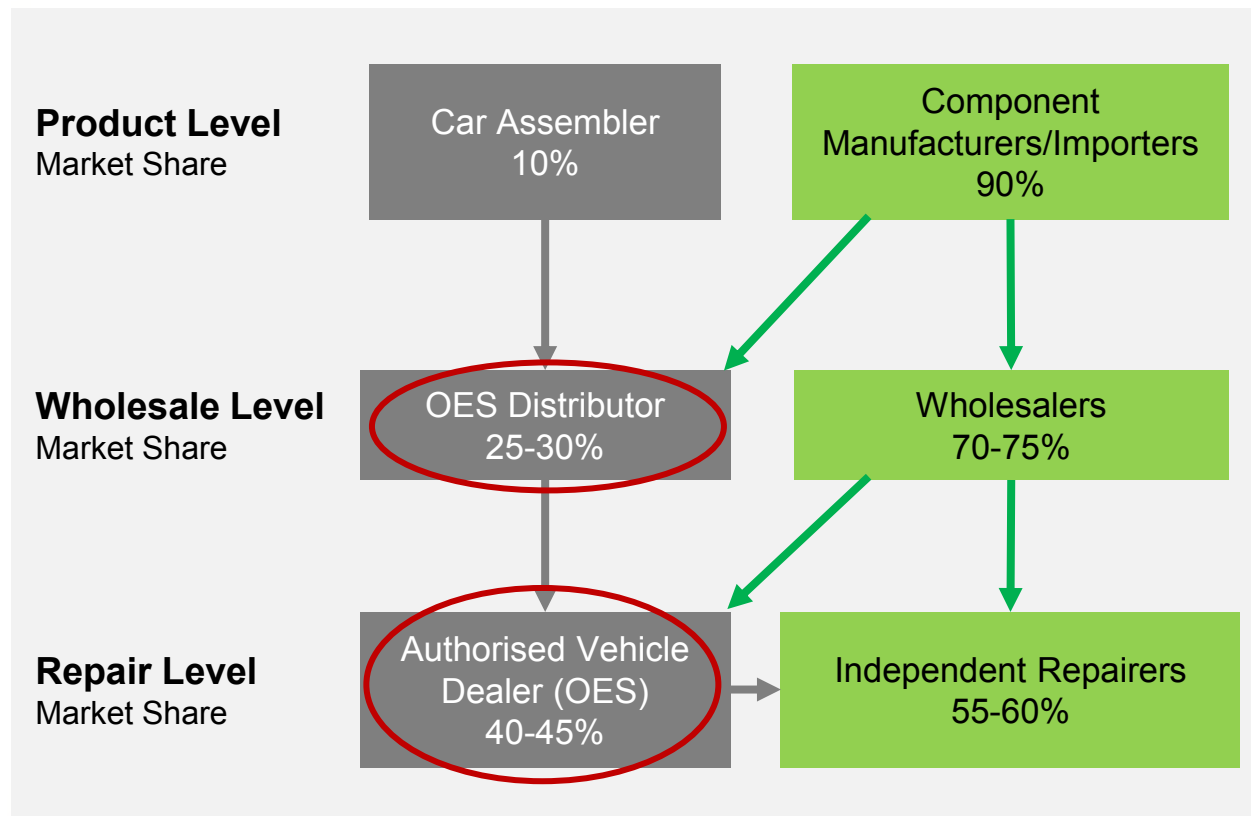 Product Level
Market Share
Car Assembler
10%
Component
Manufacturers/Importers
90%
Wholesale Level
Market Share
OES Distributor
25-30%
Wholesalers
70-75%
Repair Level
Market Share
Authorised Vehicle
Dealer (OES)
40-45%
Independent Repairers
55-60%